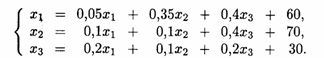 x₁ = 0,05x₁ + 0,35x₂ + 0,4x₃ + 60,
x₂ = 0,1x₁ + 0,1x₂ + 0,4x₃ + 70,
x₃ = 0,2x₁ + 0,1x₂ + 0,2x₃ + 30.